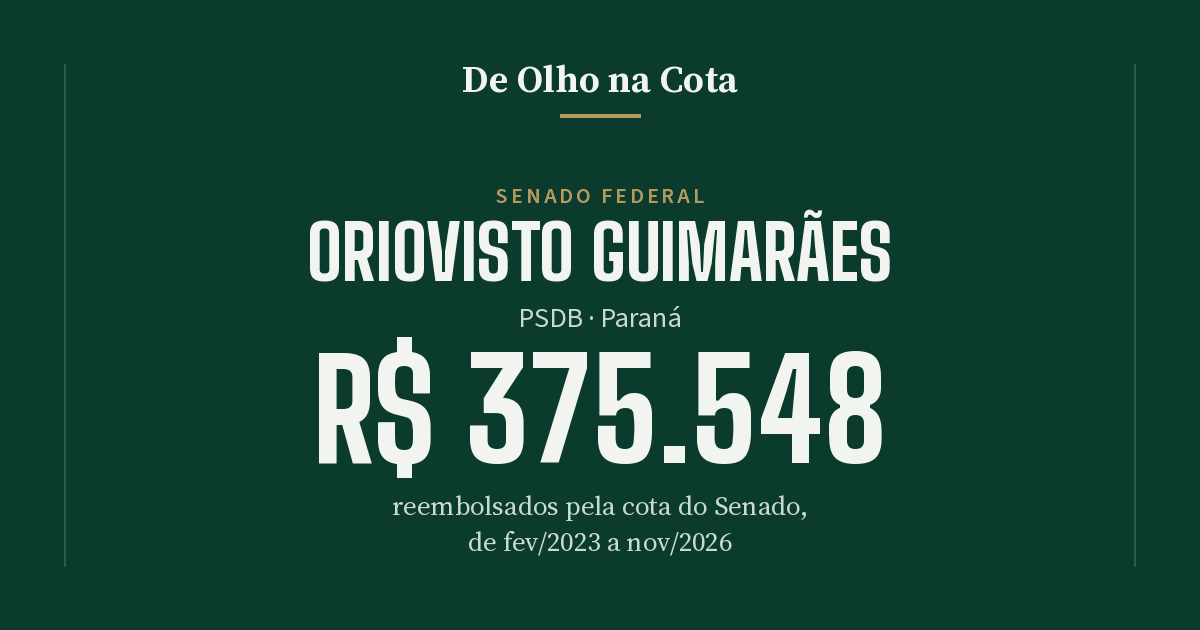 De Olho na Cota
SENADO FEDERAL
ORIOVISTO GUIMARÃES
PSDB · Paraná
R$ 375.548
reembolsados pela cota do Senado,
de fev/2023 a nov/2026